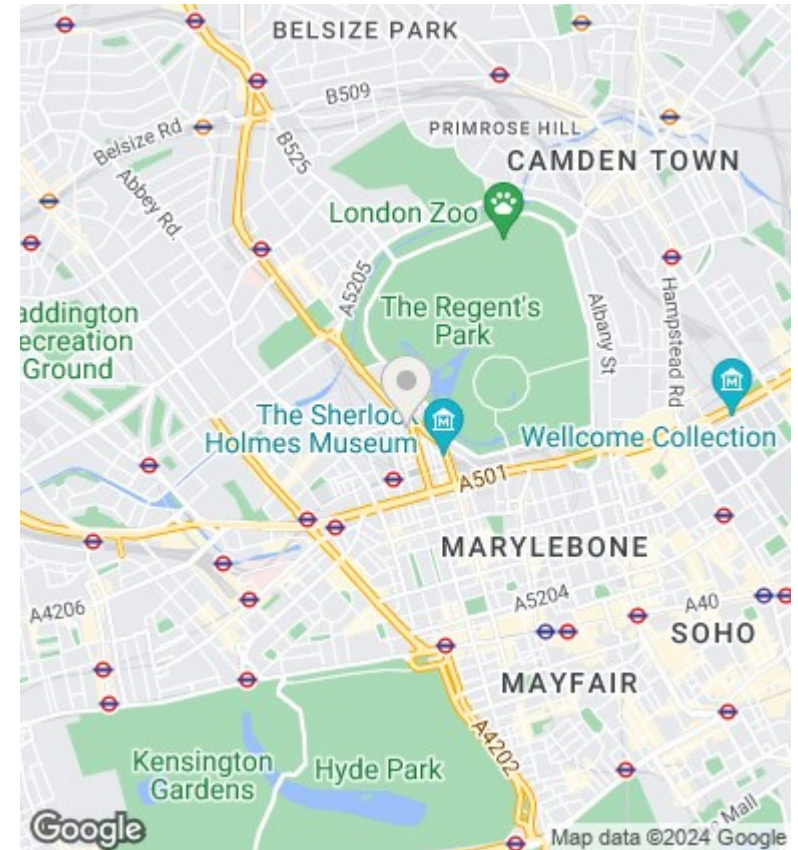 BELSIZE PARK
B509
PRIMROSE HILL
Belsize Rd
B525
CAMDEN TOWN
Abbey Rd.
London Zoo
A5205
The Regent's
Park
Albany St
Hampstead Rd
addington
ecreation
Ground
The Sherlock
Holmes Museum
Wellcome Collection
A501
MARYLEBONE
A4206
A5204
A40
SOHO
MAYFAIR
Kensington
Gardens
Hyde Park
A4202
e Mall
Google
Map data ©2024 Google